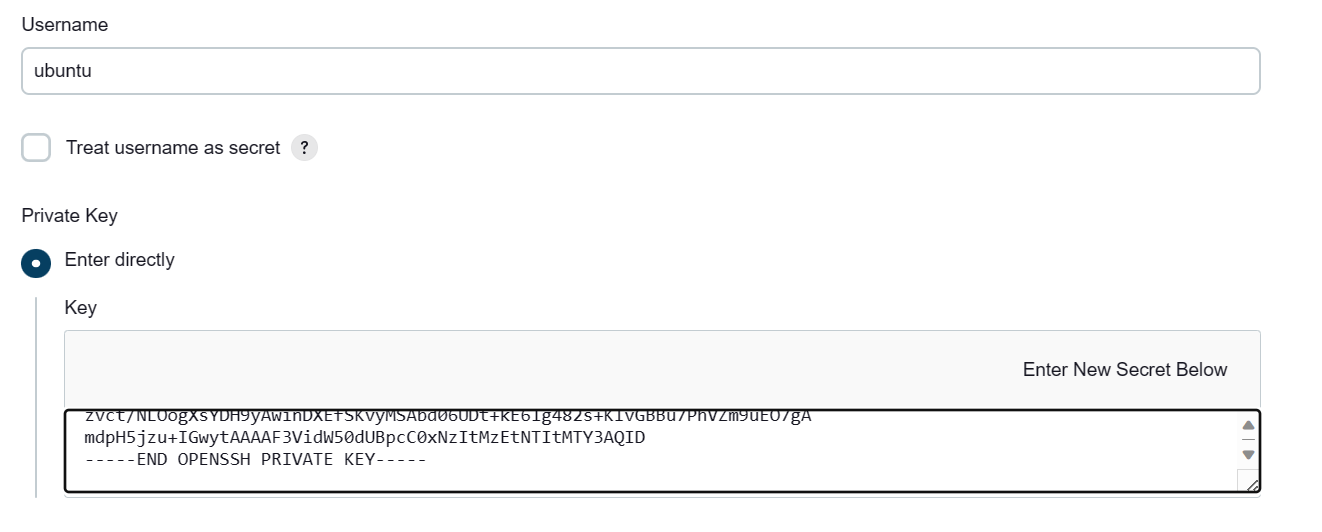 Username
ubuntu
Treat username as secret ?
Private Key
Enter directly
Key
Enter New Secret Below
mdpH5jzu+IGwytAAAAF3VidW50dUBpcC0xNzItMzEtNTItMTY3AQID
-----END OPENSSH PRIVATE KEY-----